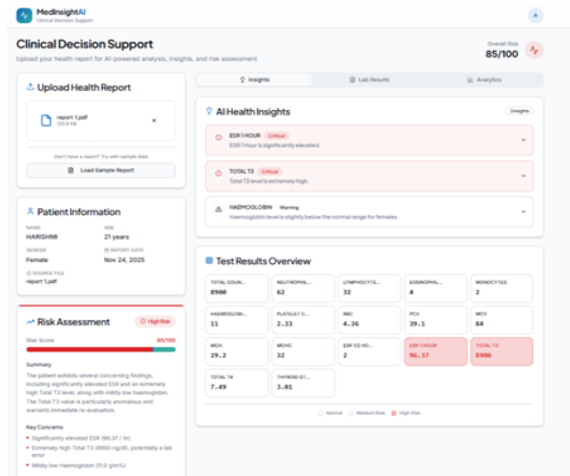 MedInsightAI
Clinical Decision Support
A
Clinical Decision Support
Upload your health report for AI-powered analysis, insights, and risk assessment
Overall Risk
85/100
Upload Health Report
report 1.pdf
Don't have a report? Try with sample data
Load Sample Report
Patient Information
NAME
HARISHMI
AGE
21 years
GENDER
Female
REPORT DATE
Nov 24, 2025
SOURCE FILE
report 1.pdf
Risk Assessment
High Risk
Risk Score
85/100
Summary
The patient exhibits several concerning findings,
including significantly elevated ESR and an extremely
high Total T3 level, along with mildly low haemoglobin.
The Total T3 value is particularly anomalous and
warrants immediate re-evaluation.
Key Concerns
Significantly elevated ESR (96.37 / hr)
Extremely high Total T3 (8900 ng/dl), potentially a lab
error
Mildly low Haemoglobin (11.0 g/m%)
Insights
Lab Results
Analytics
AI Health Insights
Insights
ESR 1 HOUR Critical
ESR 1 Hour is significantly elevated.
TOTAL T3 Critical
Total T3 level is extremely high.
HAEMOGLOBIN Warning
Haemoglobin level is slightly below the normal range for females.
Test Results Overview
TOTAL COUN...
8900
NEUTROPHIL...
62
LYMPHOCYTE...
32
EOSINOPHIL...
4
MONOCYTES
2
HAEMOGLOBI...
11
PLATELET C...
2.33
RBC
4.36
PCV
39.1
MCV
84
MCH
29.2
MCHC
32
ESR 1/2 HO...
2
ESR 1 HOUR
96.37
TOTAL T3
8900
TOTAL T4
7.49
THYROID ST...
3.01
Normal
Medium Risk
High Risk